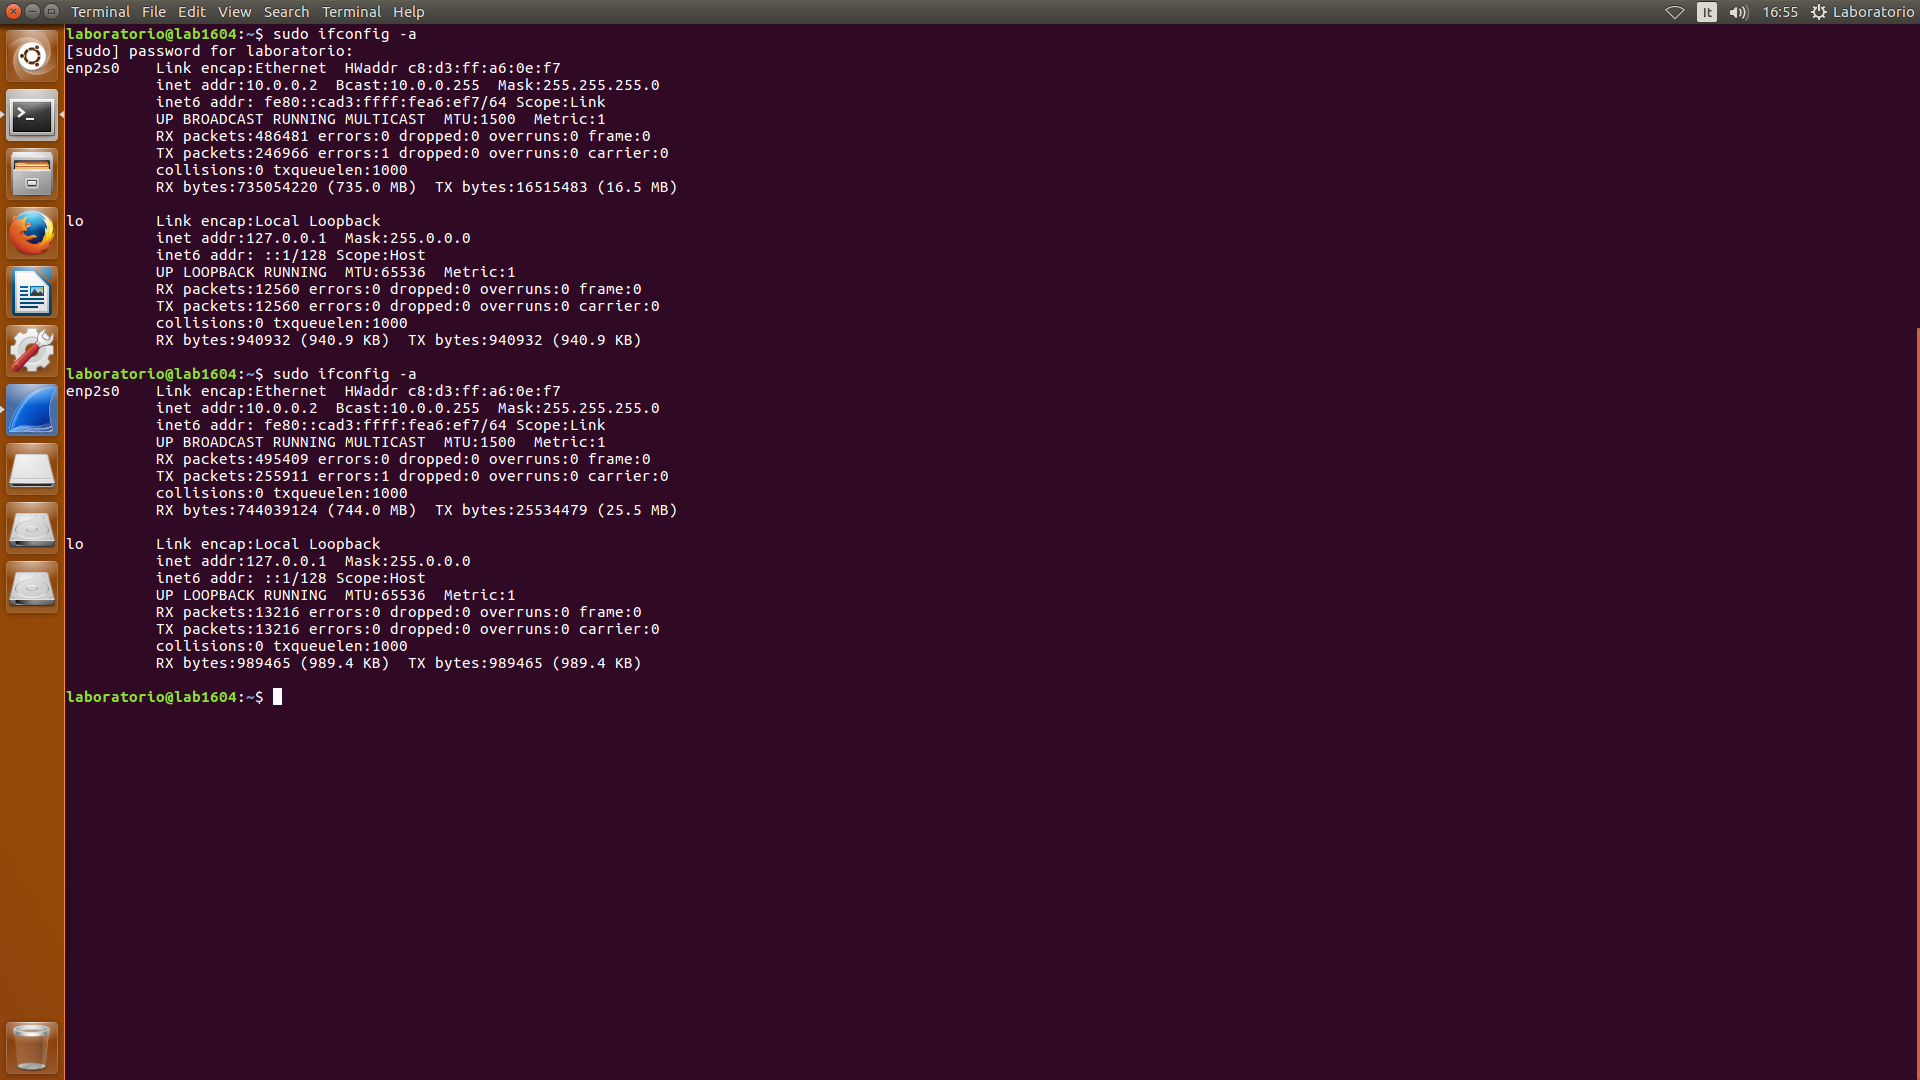 Terminal File Edit View Search Terminal Help It 16:55 Laboratorio
laboratorio@lab1604:~$ sudo ifconfig -a
[sudo] password for laboratorio:
enp2s0    Link encap:Ethernet  HWaddr c8:d3:ff:a6:0e:f7
          inet addr:10.0.0.2  Bcast:10.0.0.255  Mask:255.255.255.0
          inet6 addr: fe80::cad3:ffff:fea6:ef7/64 Scope:Link
          UP BROADCAST RUNNING MULTICAST  MTU:1500  Metric:1
          RX packets:486481 errors:0 dropped:0 overruns:0 frame:0
          TX packets:246966 errors:1 dropped:0 overruns:0 carrier:0
          collisions:0 txqueuelen:1000
          RX bytes:735054220 (735.0 MB)  TX bytes:16515483 (16.5 MB)

lo        Link encap:Local Loopback
          inet addr:127.0.0.1  Mask:255.0.0.0
          inet6 addr: ::1/128 Scope:Host
          UP LOOPBACK RUNNING  MTU:65536  Metric:1
          RX packets:12560 errors:0 dropped:0 overruns:0 frame:0
          TX packets:12560 errors:0 dropped:0 overruns:0 carrier:0
          collisions:0 txqueuelen:1000
          RX bytes:940932 (940.9 KB)  TX bytes:940932 (940.9 KB)

laboratorio@lab1604:~$ sudo ifconfig -a
enp2s0    Link encap:Ethernet  HWaddr c8:d3:ff:a6:0e:f7
          inet addr:10.0.0.2  Bcast:10.0.0.255  Mask:255.255.255.0
          inet6 addr: fe80::cad3:ffff:fea6:ef7/64 Scope:Link
          UP BROADCAST RUNNING MULTICAST  MTU:1500  Metric:1
          RX packets:495409 errors:0 dropped:0 overruns:0 frame:0
          TX packets:255911 errors:1 dropped:0 overruns:0 carrier:0
          collisions:0 txqueuelen:1000
          RX bytes:744039124 (744.0 MB)  TX bytes:25534479 (25.5 MB)

lo        Link encap:Local Loopback
          inet addr:127.0.0.1  Mask:255.0.0.0
          inet6 addr: ::1/128 Scope:Host
          UP LOOPBACK RUNNING  MTU:65536  Metric:1
          RX packets:13216 errors:0 dropped:0 overruns:0 frame:0
          TX packets:13216 errors:0 dropped:0 overruns:0 carrier:0
          collisions:0 txqueuelen:1000
          RX bytes:989465 (989.4 KB)  TX bytes:989465 (989.4 KB)

laboratorio@lab1604:~$